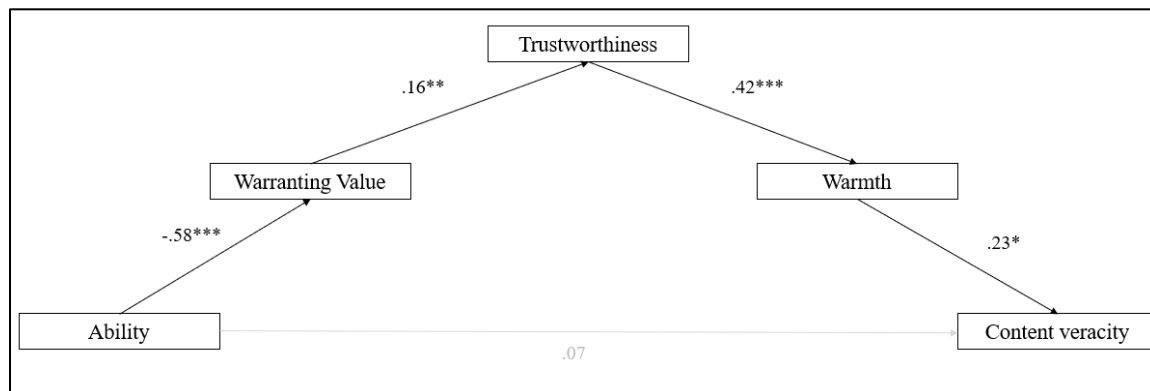 Trustworthiness
.16**
.42***
Warranting Value
Warmth
-.58***
.23*
Ability
Content veracity
.07